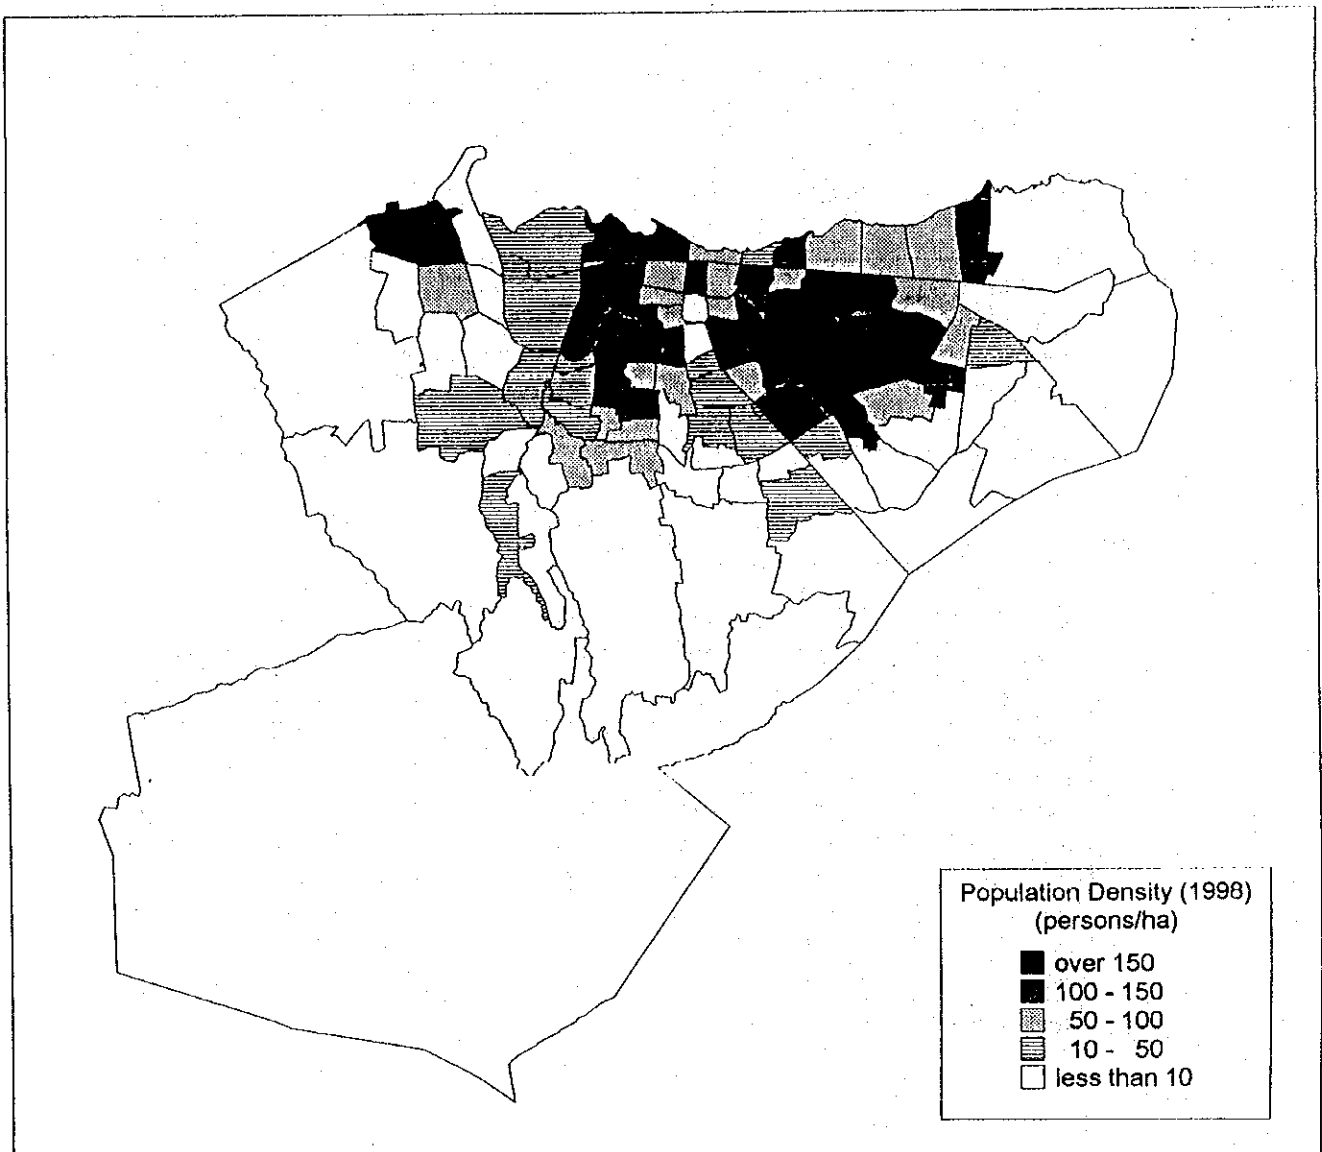 Population Density (1998)
(persons/ha)
over 150
100 - 150
50 - 100
10 - 50
less than 10